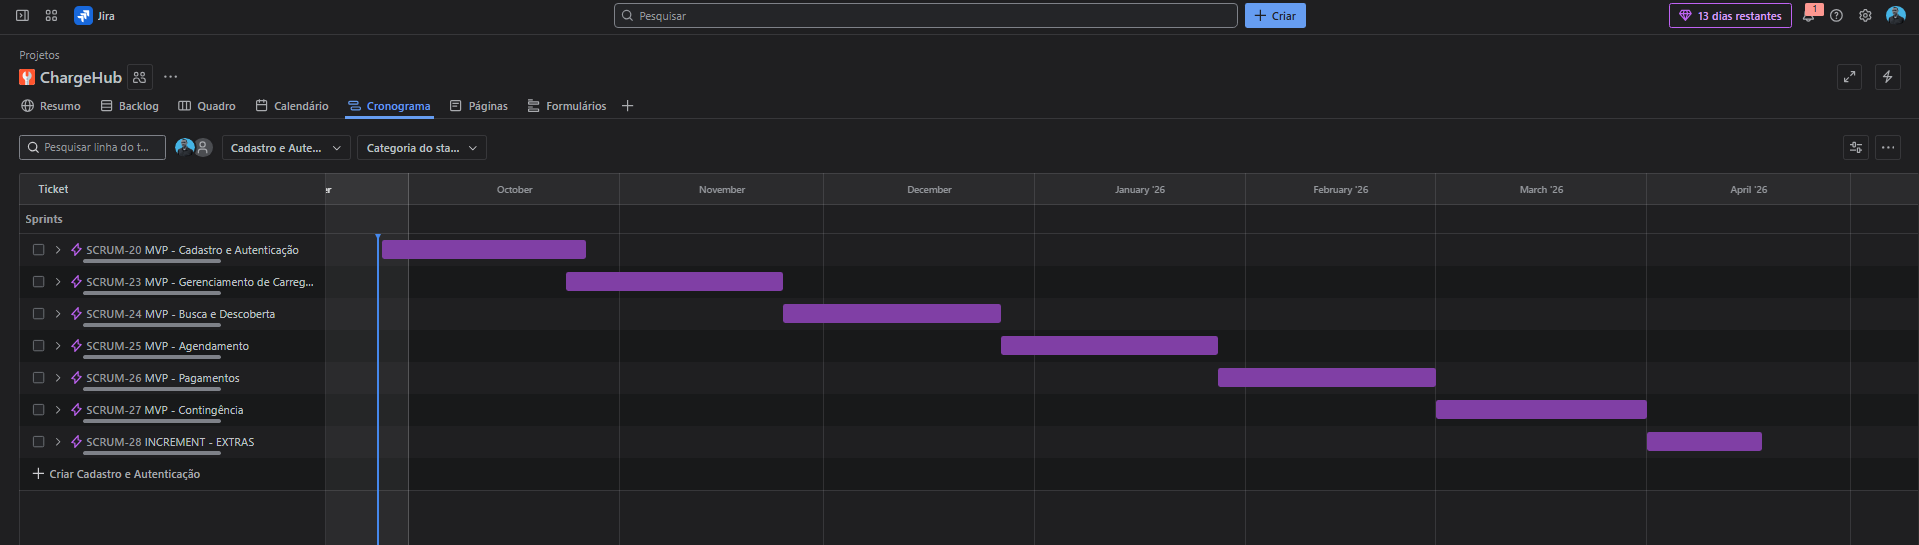 Jira
Pesquisar
Criar
13 dias restantes
1
Projetos
ChargeHub
Resumo
Backlog
Quadro
Calendário
Cronograma
Páginas
Formulários
Pesquisar linha do t...
Cadastro e Aute...
Categoria do sta...
Ticket
er
October
November
December
January '26
February '26
March '26
April '26
Sprints
SCRUM-20 MVP - Cadastro e Autenticação
SCRUM-23 MVP - Gerenciamento de Carreg...
SCRUM-24 MVP - Busca e Descoberta
SCRUM-25 MVP - Agendamento
SCRUM-26 MVP - Pagamentos
SCRUM-27 MVP - Contingência
SCRUM-28 INCREMENT - EXTRAS
Criar Cadastro e Autenticação